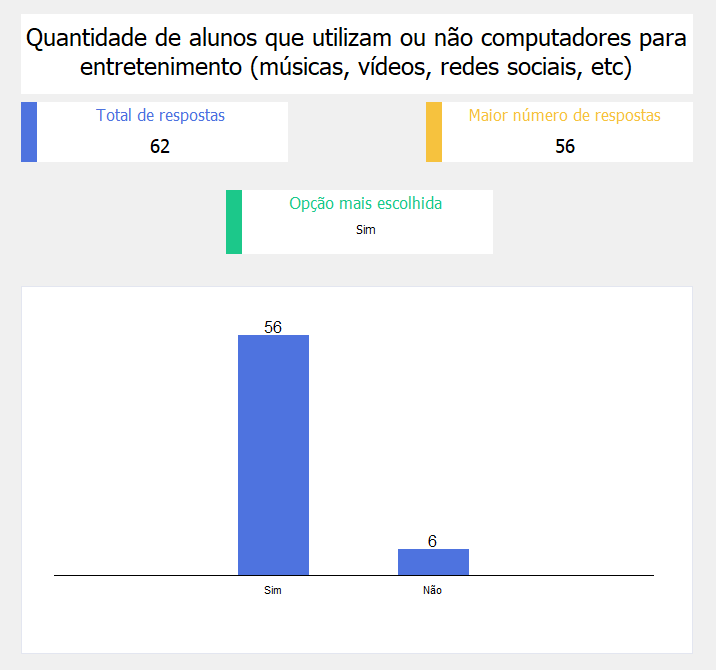 Quantidade de alunos que utilizam ou não computadores para
entretenimento (músicas, vídeos, redes sociais, etc)
Total de respostas
62
Maior número de respostas
56
Opção mais escolhida
Sim
56
6
Sim
Não